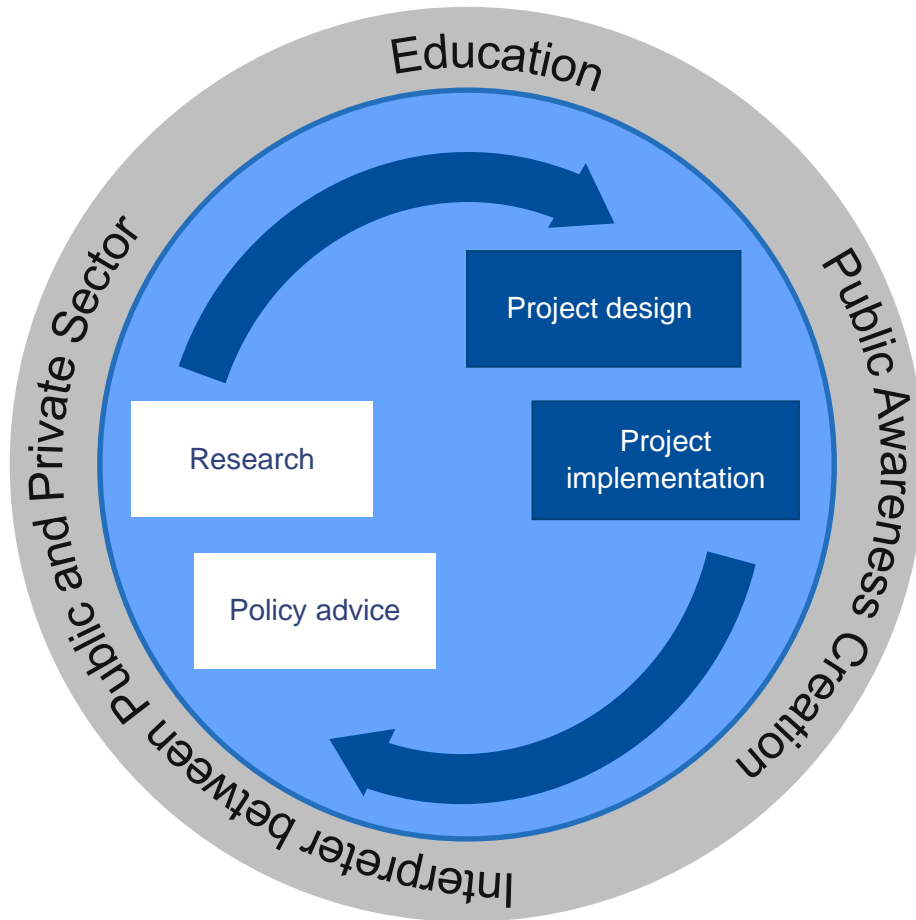 Education
Public Awareness Creation
Interpreter between Public and Private Sector
Project design
Project
implementation
Research
Policy advice